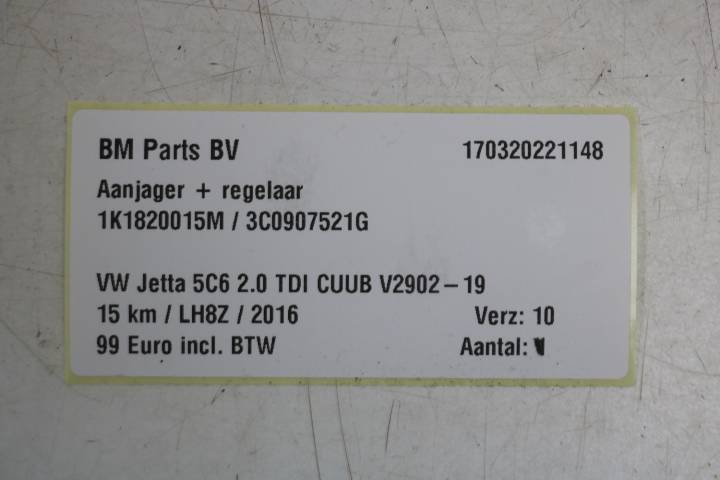 BM Parts BV 170320221148
Aanjager + regelaar
1K1820015M / 3C0907521G
VW Jetta 5C6 2.0 TDI CUUB V2902-19
15 km / LH8Z / 2016 Verz: 10
99 Euro incl. BTW Aantal: